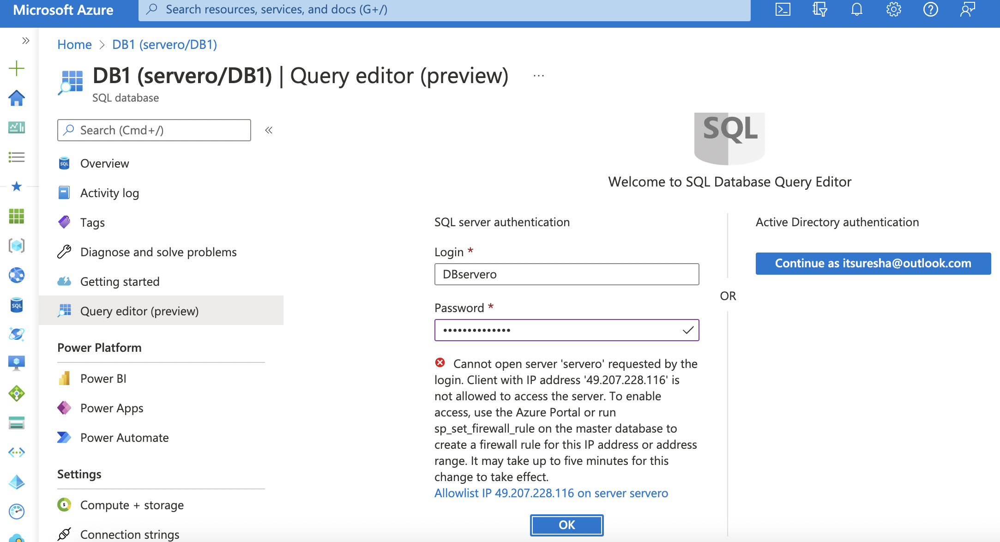 Microsoft Azure
Search resources, services, and docs (G+/)
Home > DB1 (servero/DB1)
DB1 (servero/DB1) | Query editor (preview) ...
SQL database
Search (Cmd+/)
Overview
Activity log
Tags
Diagnose and solve problems
Getting started
Query editor (preview)
Power Platform
Power BI
Power Apps
Power Automate
Settings
Compute + storage
Connection strings
SQL
Welcome to SQL Database Query Editor
SQL server authentication
Login *
DBservero
Password *
••••••••••••••
Cannot open server 'servero' requested by the
login. Client with IP address '49.207.228.116' is
not allowed to access the server. To enable
access, use the Azure Portal or run
sp_set_firewall_rule on the master database to
create a firewall rule for this IP address or address
range. It may take up to five minutes for this
change to take effect.
Allowlist IP 49.207.228.116 on server servero
OK
OR
Active Directory authentication
Continue as itsuresha@outlook.com